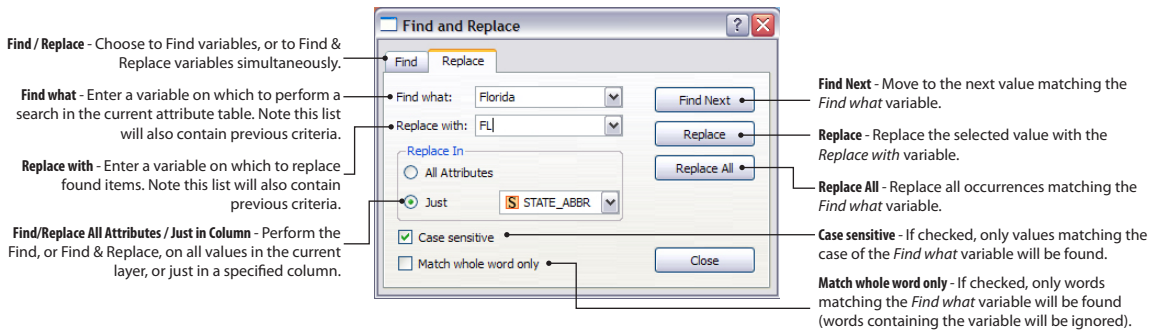 Find / Replace - Choose to Find variables, or to Find &
Replace variables simultaneously.
Find what - Enter a variable on which to perform a
search in the current attribute table. Note this list
will also contain previous criteria.
Replace with - Enter a variable on which to replace
found items. Note this list will also contain
previous criteria.
Find/Replace All Attributes / Just in Column - Perform the
Find, or Find & Replace, on all values in the current
layer, or just in a specified column.
Find and Replace
?
Find Replace
Find what: Florida Find Next
Replace with: FL Replace
Replace In Replace All
All Attributes
Just S STATE_ABBR
Case sensitive
Match whole word only Close
Find Next - Move to the next value matching the
Find what variable.
Replace - Replace the selected value with the
Replace with variable.
Replace All - Replace all occurrences matching the
Find what variable.
Case sensitive - If checked, only values matching the
case of the Find what variable will be found.
Match whole word only - If checked, only words
matching the Find what variable will be found
(words containing the variable will be ignored).